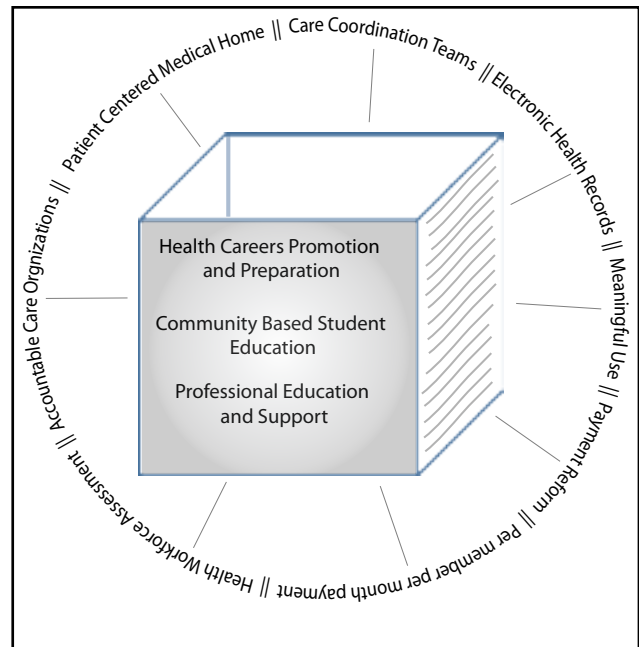 Patient Centered Medical Home || Care Coordination Teams || Electronic Health Records || Meaningful Use || Payment Reform || Per member per month payment || Health Workforce Assessment || Accountable Care Orgnizations ||
Health Careers Promotion
and Preparation
Community Based Student
Education
Professional Education
and Support